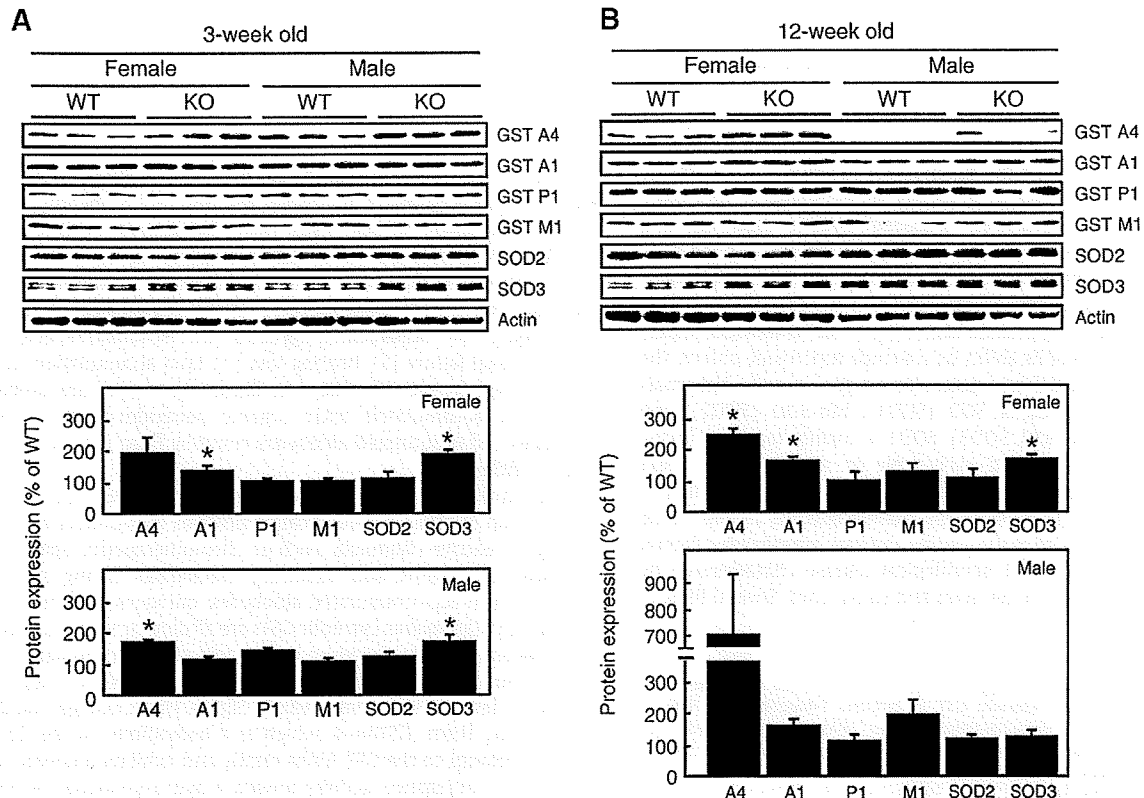 A
3-week old
Female Male
WT KO WT KO
GST A4
GST A1
GST P1
GST M1
SOD2
SOD3
Actin
Protein expression (% of WT)
Female
300
200
100
0
*
*
A4 A1 P1 M1 SOD2 SOD3
Male
300
200
100
0
*
*
A4 A1 P1 M1 SOD2 SOD3
B
12-week old
Female Male
WT KO WT KO
GST A4
GST A1
GST P1
GST M1
SOD2
SOD3
Actin
Protein expression (% of WT)
Female
300
200
100
0
*
*
*
A4 A1 P1 M1 SOD2 SOD3
Male
900
800
700
300
200
100
0
A4 A1 P1 M1 SOD2 SOD3